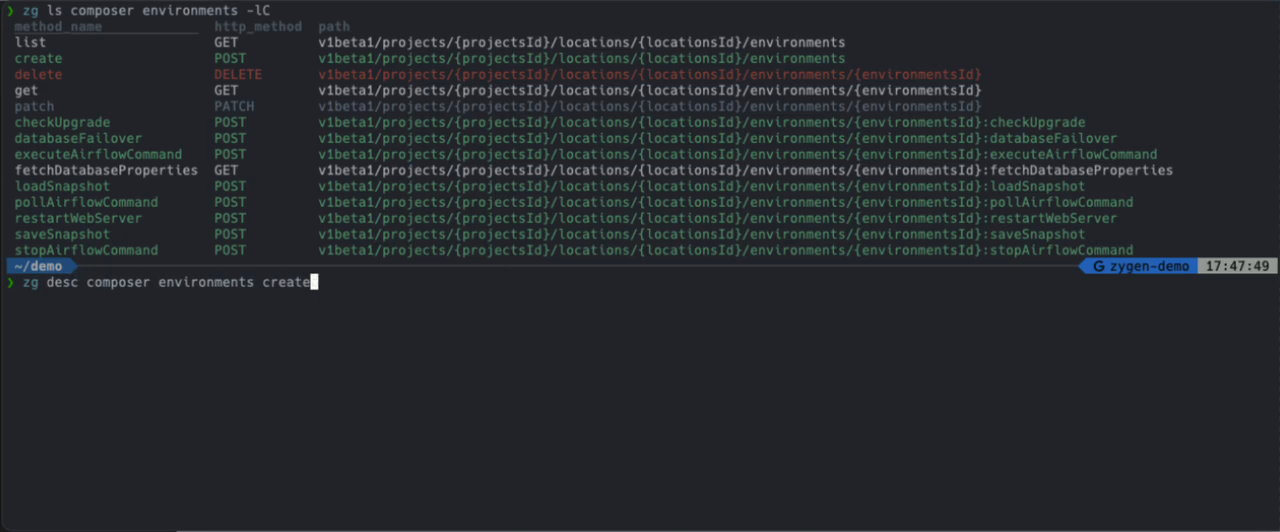 ❯ zg ls composer environments -lC
method_name http_method path
list GET v1beta1/projects/{projectsId}/locations/{locationsId}/environments
create POST v1beta1/projects/{projectsId}/locations/{locationsId}/environments
delete DELETE v1beta1/projects/{projectsId}/locations/{locationsId}/environments/{environmentsId}
get GET v1beta1/projects/{projectsId}/locations/{locationsId}/environments/{environmentsId}
patch PATCH v1beta1/projects/{projectsId}/locations/{locationsId}/environments/{environmentsId}
checkUpgrade POST v1beta1/projects/{projectsId}/locations/{locationsId}/environments/{environmentsId}:checkUpgrade
databaseFailover POST v1beta1/projects/{projectsId}/locations/{locationsId}/environments/{environmentsId}:databaseFailover
executeAirflowCommand POST v1beta1/projects/{projectsId}/locations/{locationsId}/environments/{environmentsId}:executeAirflowCommand
fetchDatabaseProperties GET v1beta1/projects/{projectsId}/locations/{locationsId}/environments/{environmentsId}:fetchDatabaseProperties
loadSnapshot POST v1beta1/projects/{projectsId}/locations/{locationsId}/environments/{environmentsId}:loadSnapshot
pollAirflowCommand POST v1beta1/projects/{projectsId}/locations/{locationsId}/environments/{environmentsId}:pollAirflowCommand
restartWebServer POST v1beta1/projects/{projectsId}/locations/{locationsId}/environments/{environmentsId}:restartWebServer
saveSnapshot POST v1beta1/projects/{projectsId}/locations/{locationsId}/environments/{environmentsId}:saveSnapshot
stopAirflowCommand POST v1beta1/projects/{projectsId}/locations/{locationsId}/environments/{environmentsId}:stopAirflowCommand
~/demo G zygen-demo 17:47:49
❯ zg desc composer environments create